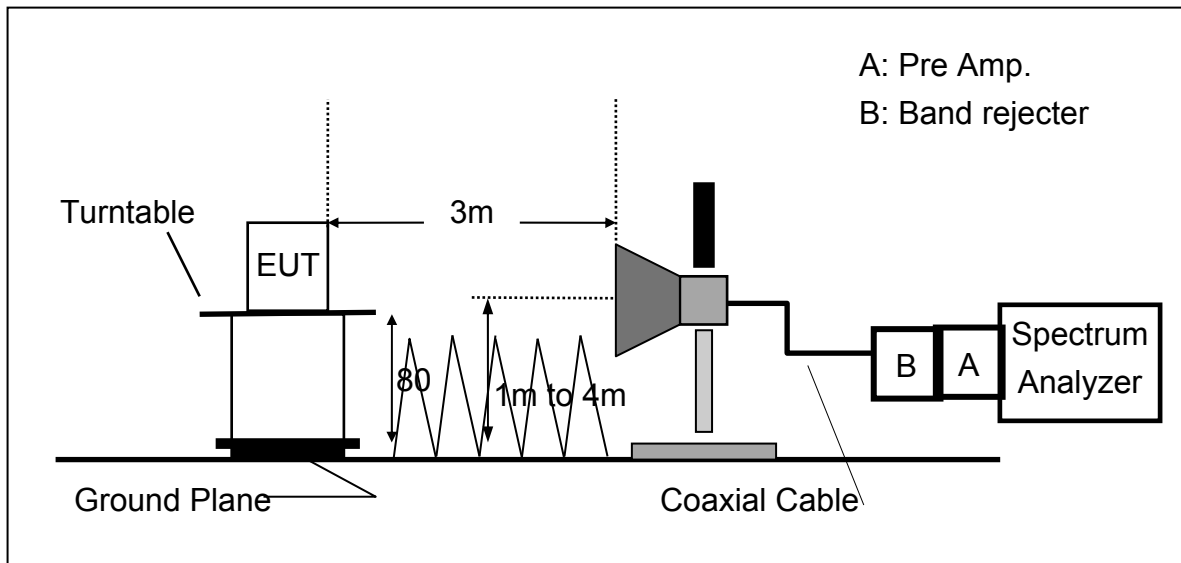 A: Pre Amp.
B: Band rejecter
Turntable
3m
EUT
80
1m to 4m
B
A
Spectrum
Analyzer
Ground Plane
Coaxial Cable